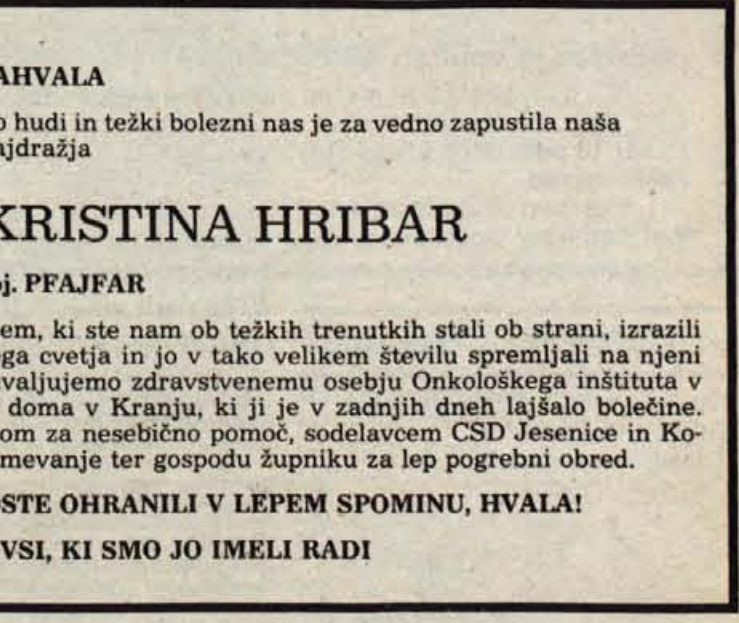 AHVALA
o hudi in težki bolezni nas je za vedno zapustila naša
ajdražja
KRISTINA HRIBAR
oj. PFAJFAR
em, ki ste nam ob težkih trenutkih stali ob strani, izrazili
ega cvetja in jo v tako velikem številu spremljali na njeni
valjujemo zdravstvenemu osebju Onkološkega inštituta v
doma v Kranju, ki ji je v zadnjih dneh lajšalo bolečine.
om za nesebično pomoč, sodelavcem CSD Jesenice in Ko-
mevanje ter gospodu župniku za lep pogrebni obred.
OSTE OHRANILI V LEPEM SPOMINU, HVALA!
VSI, KI SMO JO IMELI RADI